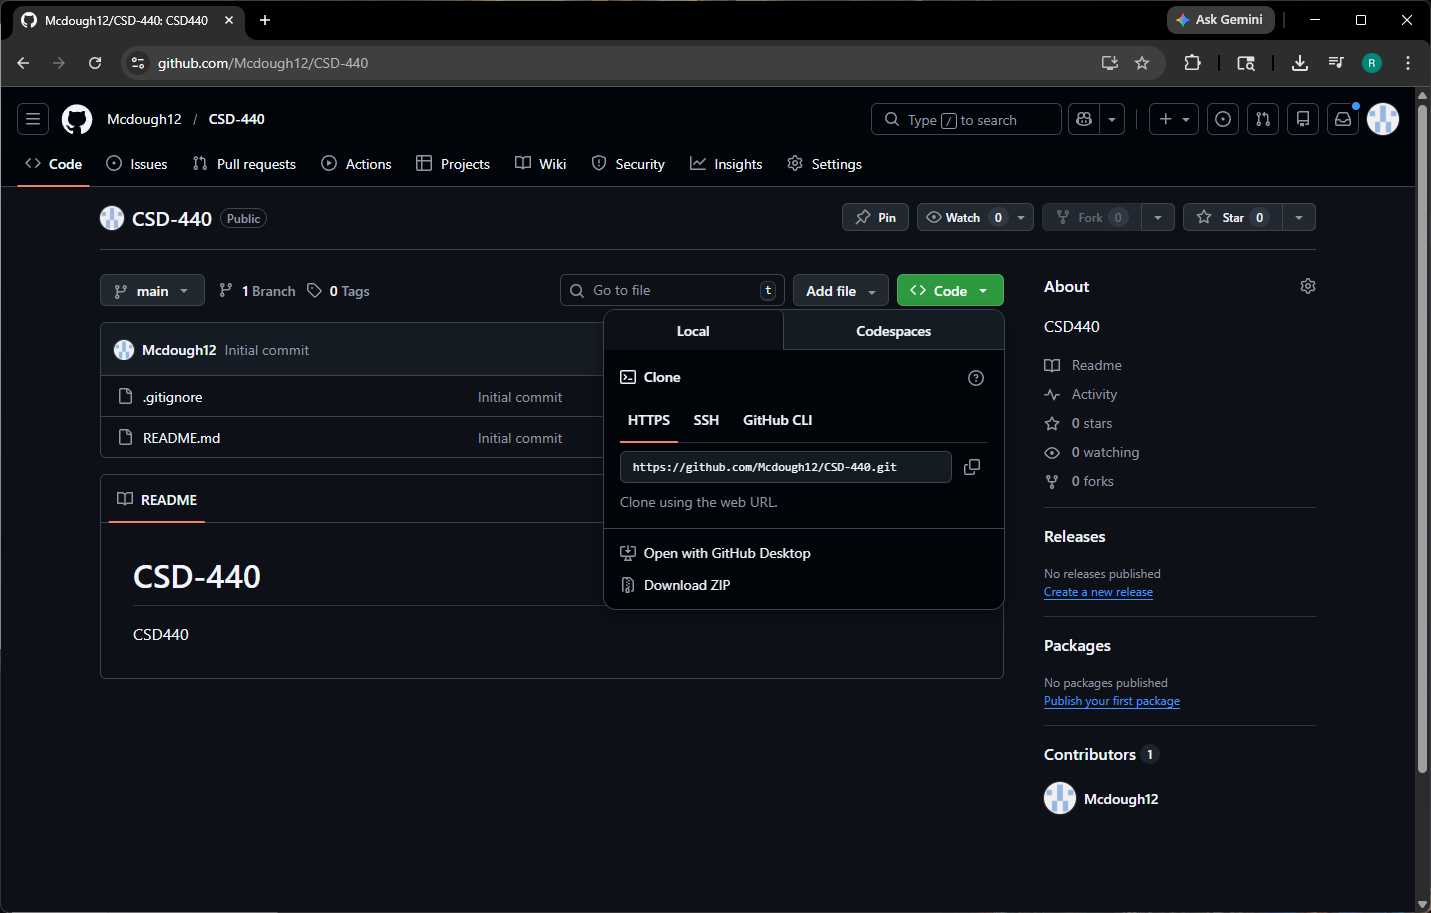 Mcdough12/CSD-440: CSD440
Ask Gemini
github.com/Mcdough12/CSD-440
R
Mcdough12 / CSD-440
Type / to search
Code Issues Pull requests Actions Projects Wiki Security Insights Settings
CSD-440 Public
Pin Watch 0 Fork 0 Star 0
main 1 Branch 0 Tags
Go to file t Add file Code
Mcdough12 Initial commit
.gitignore Initial commit
README.md Initial commit
README
CSD-440
CSD440
Local Codespaces
Clone
HTTPS SSH GitHub CLI
https://github.com/Mcdough12/CSD-440.git
Clone using the web URL.
Open with GitHub Desktop
Download ZIP
About
CSD440
Readme
Activity
0 stars
0 watching
0 forks
Releases
No releases published
Create a new release
Packages
No packages published
Publish your first package
Contributors 1
Mcdough12